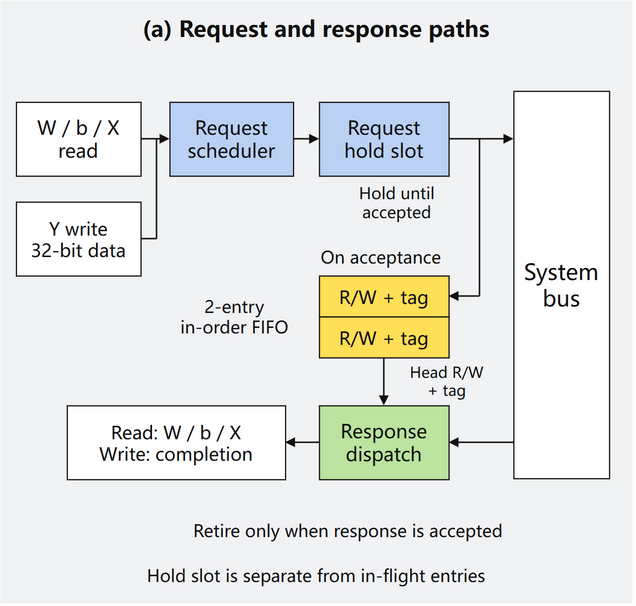 (a) Request and response paths
W / b / X
read
Request
scheduler
Request
hold slot
Hold until
accepted
Y write
32-bit data
System
bus
On acceptance
2-entry
in-order FIFO
R/W + tag
R/W + tag
Head R/W
+ tag
Read: W / b / X
Write: completion
Response
dispatch
Retire only when response is accepted
Hold slot is separate from in-flight entries